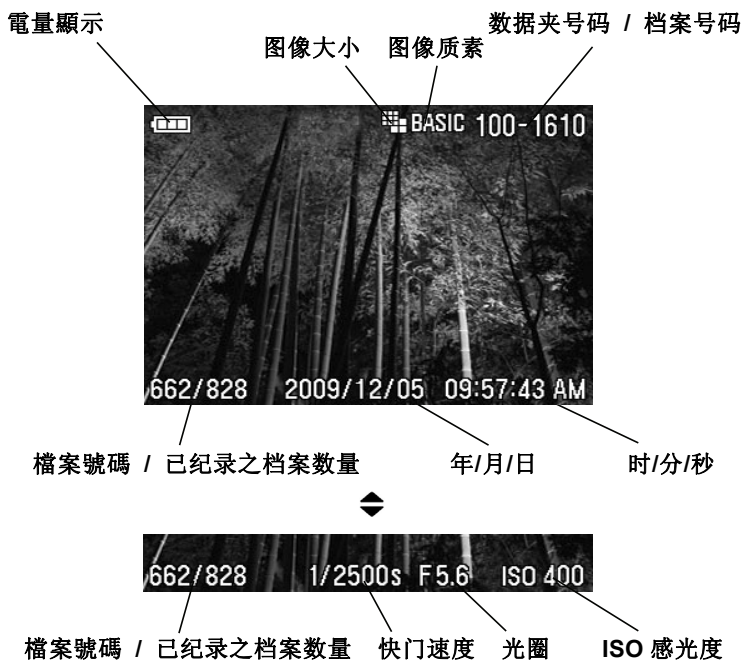 電量顯示
数据夹号码 / 档案号码
图像大小 图像质素
BASIC 100-1610
662/828 2009/12/05 09:57:43 AM
檔案號碼 / 已纪录之档案数量 年/月/日 时/分/秒
662/828 1/2500s F5.6 ISO 400
檔案號碼 / 已纪录之档案数量 快门速度 光圈 ISO 感光度